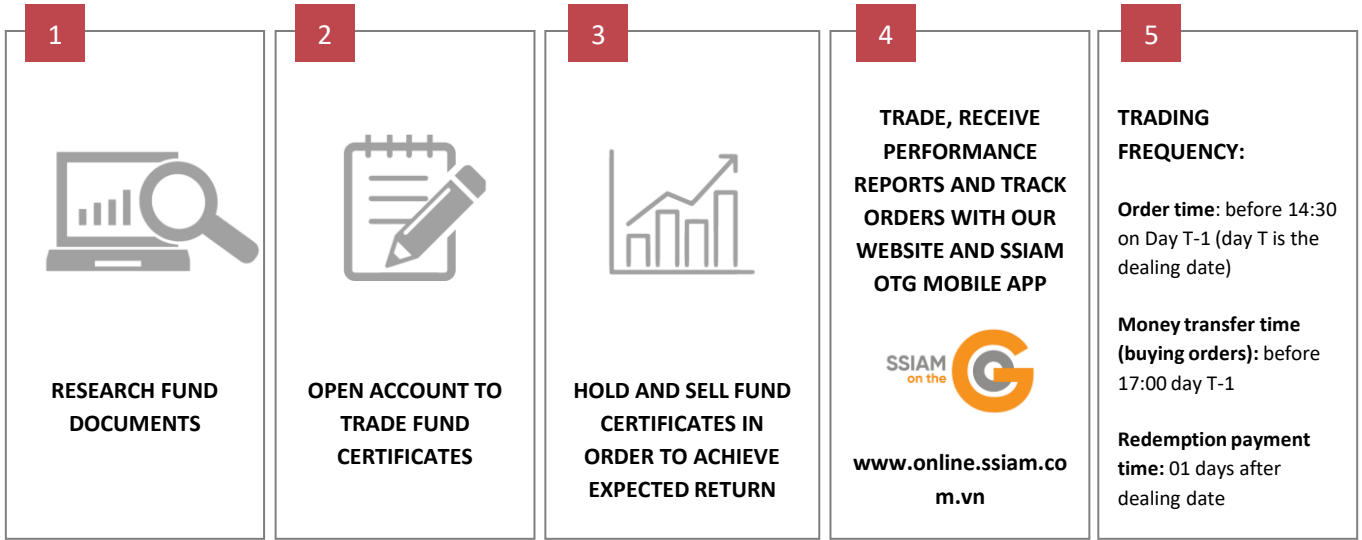 1
RESEARCH FUND
DOCUMENTS
2
OPEN ACCOUNT TO
TRADE FUND
CERTIFICATES
3
HOLD AND SELL FUND
CERTIFICATES IN
ORDER TO ACHIEVE
EXPECTED RETURN
4
TRADE, RECEIVE
PERFORMANCE
REPORTS AND TRACK
ORDERS WITH OUR
WEBSITE AND SSIAM
OTG MOBILE APP
SSIAM
on the
GO
www.online.ssiam.co
m.vn
5
TRADING
FREQUENCY:
Order time: before 14:30
on Day T-1 (day T is the
dealing date)
Money transfer time
(buying orders): before
17:00 day T-1
Redemption payment
time: 01 days after
dealing date